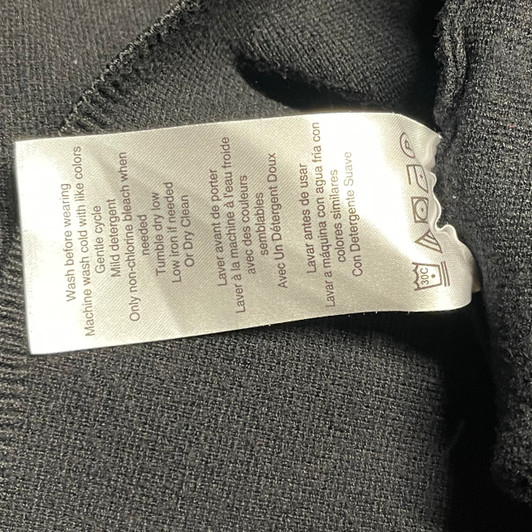 Wash before wearing
Machine wash cold with like colors
Gentle cycle
Mild detergent
Only non-chlorine bleach when
needed
Tumble dry low
Low iron if needed
Or Dry Clean
Laver avant de porter
Laver à la machine à l'eau froide
avec des couleurs
semblables
Avec Un Détergent Doux
Lavar antes de usar
Lavar a máquina con agua fría con
colores similares
Con Detergente Suave
30C
P